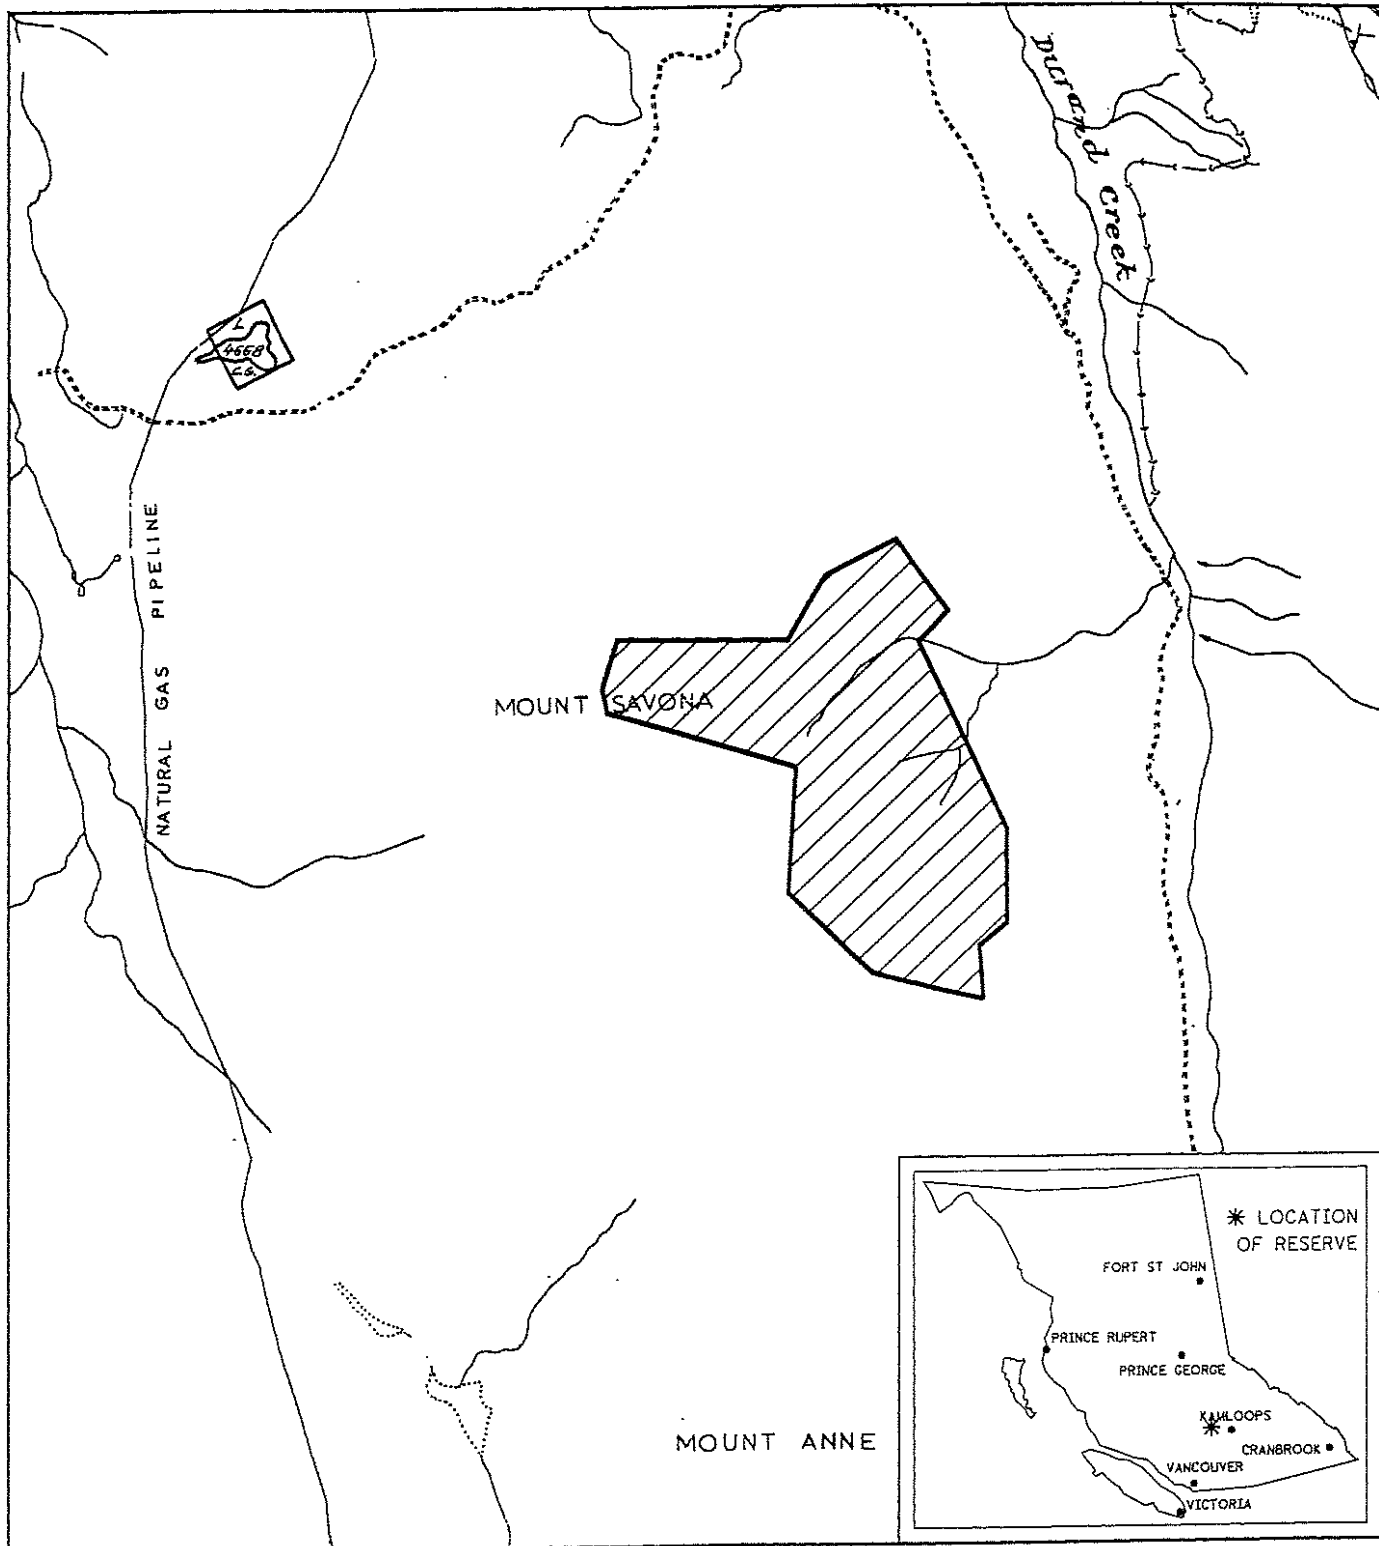 Durand Creek
L
4668
L.G.
NATURAL GAS PIPELINE
MOUNT SAVONA
MOUNT ANNE
* LOCATION
OF RESERVE
FORT ST JOHN
PRINCE RUPERT
PRINCE GEORGE
KAMLOOPS
CRANBROOK
VANCOUVER
VICTORIA